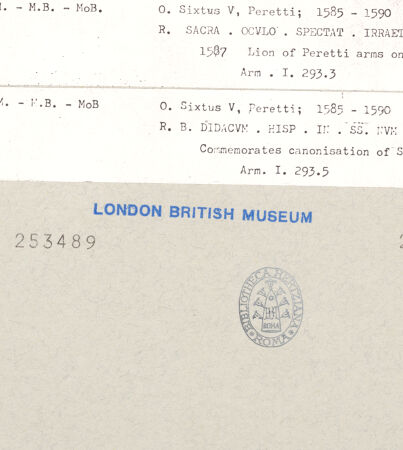 M. - M.B. - MoB. O. Sixtus V, Peretti; 1585 - 1590
R. SACRA . OCVLO . SPECTAT . IRRAET
1587 Lion of Peretti arms on
Arm . I. 293.3
M. - M.B. - MoB O. Sixtus V, Peretti; 1585 - 1590
R. B. DIDACVM . HISP . IN . SS. NVM
Commemorates canonisation of S
Arm. I. 293.5
LONDON BRITISH MUSEUM
253489
BIBLIOTHECA HERTZIANA
ROMA
ROMA